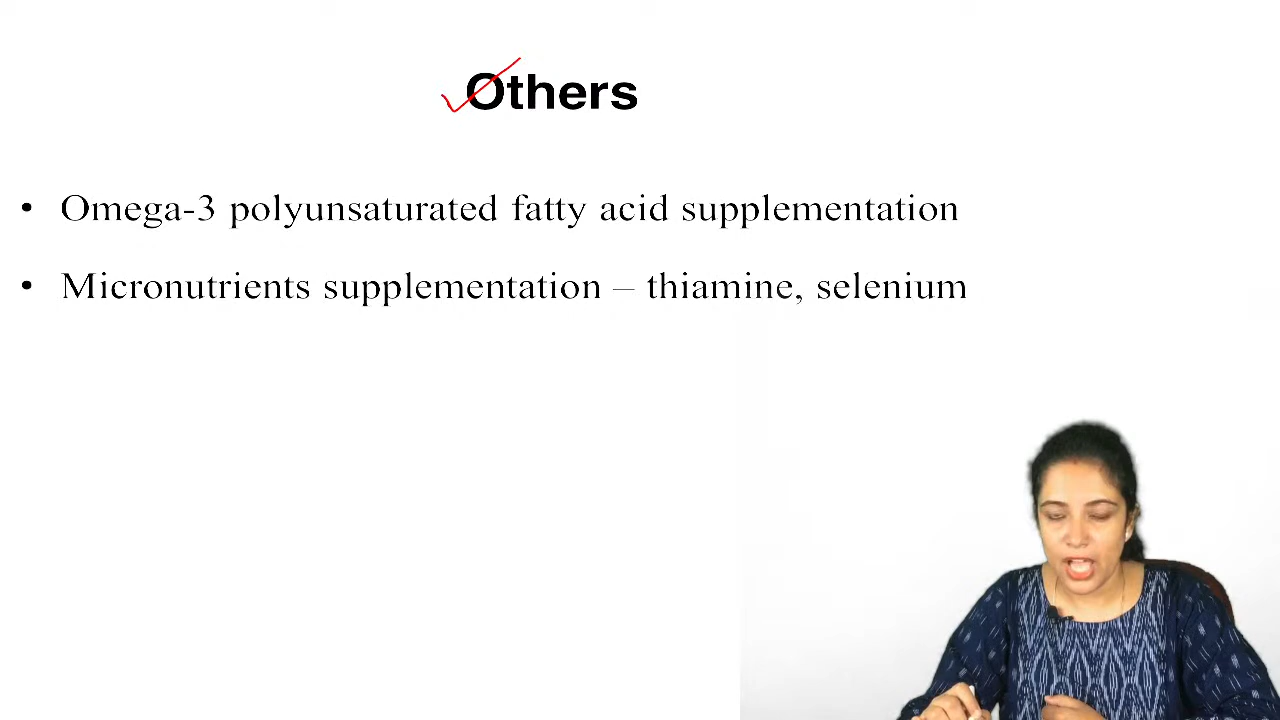 Others
• Omega-3 polyunsaturated fatty acid supplementation
• Micronutrients supplementation – thiamine, selenium